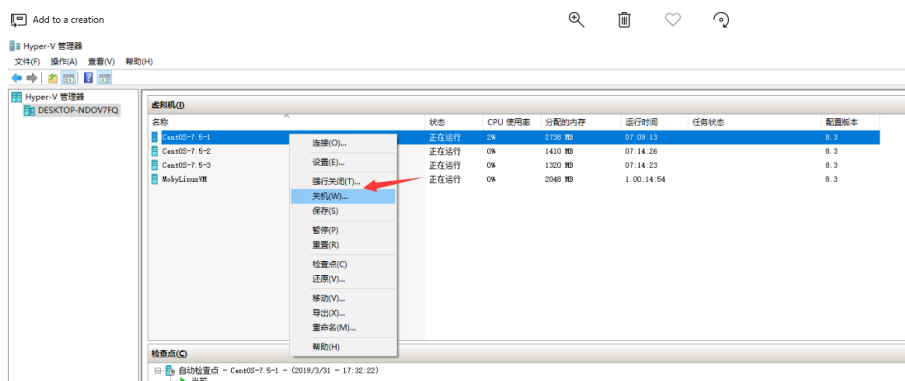 Add to a creation
Hyper-V 管理器
文件(F) 操作(A) 查看(V) 帮助(H)
Hyper-V 管理器
DESKTOP-NDOV7FQ
虚拟机(I)
名称 状态 CPU 使用率 分配的内存 运行时间 任务状态 配置版本
CentOS-7.5-1 正在运行 2% 2738 MB 07:09:13 8.3
CentOS-7.5-2 正在运行 0% 1410 MB 07:14:26 8.3
CentOS-7.5-3 正在运行 0% 1320 MB 07:14:23 8.3
MobyLinuxVM 正在运行 0% 2048 MB 1.00:14:54 8.3
连接(O)...
设置(E)...
强行关闭(T)...
关机(W)...
保存(S)
暂停(P)
重置(R)
检查点(C)
还原(V)...
移动(V)...
导出(X)...
重命名(M)...
帮助(H)
检查点(C)
自动检查点 - CentOS-7.5-1 - (2019/3/31 - 17:32:22)
当前